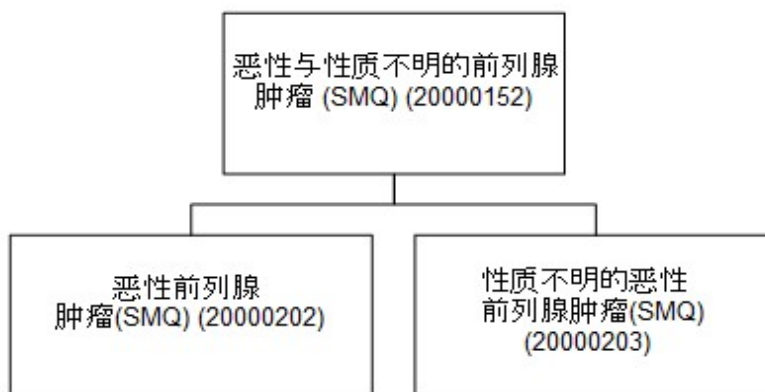 恶性与性质不明的前列腺
肿瘤 (SMQ) (20000152)
恶性前列腺
肿瘤(SMQ) (20000202)
性质不明的恶性
前列腺肿瘤(SMQ)
(20000203)